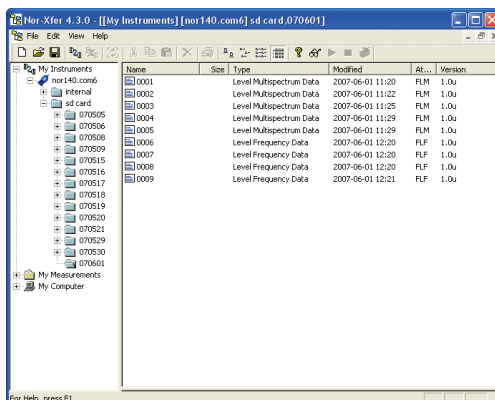 Nor-Xfer 4.3.0 - [[My Instruments] [nor140.com6] sd card.070601]
File Edit View Help
My Instruments
nor140.com6
internal
sd card
070505
070506
070508
070509
070515
070516
070517
070518
070519
070520
070521
070529
070530
070601
My Measurements
My Computer
Name Size Type Modified At... Version
0001 Level Multispectrum Data 2007-06-01 11:20 FLM 1.0u
0002 Level Multispectrum Data 2007-06-01 11:22 FLM 1.0u
0003 Level Multispectrum Data 2007-06-01 11:25 FLM 1.0u
0004 Level Multispectrum Data 2007-06-01 11:29 FLM 1.0u
0005 Level Multispectrum Data 2007-06-01 11:29 FLM 1.0u
0006 Level Frequency Data 2007-06-01 12:20 FLF 1.0u
0007 Level Frequency Data 2007-06-01 12:20 FLF 1.0u
0008 Level Frequency Data 2007-06-01 12:20 FLF 1.0u
0009 Level Frequency Data 2007-06-01 12:21 FLF 1.0u
For Help, press F1